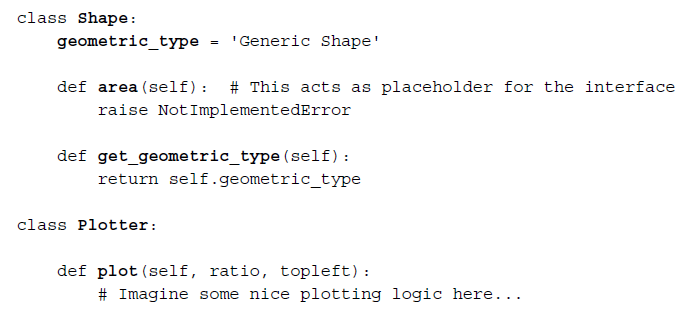 class Shape:
    geometric_type = 'Generic Shape'
    def area(self):  # This acts as placeholder for the interface
        raise NotImplementedError
    def get_geometric_type(self):
        return self.geometric_type
class Plotter:
    def plot(self, ratio, topleft):
        # Imagine some nice plotting logic here...